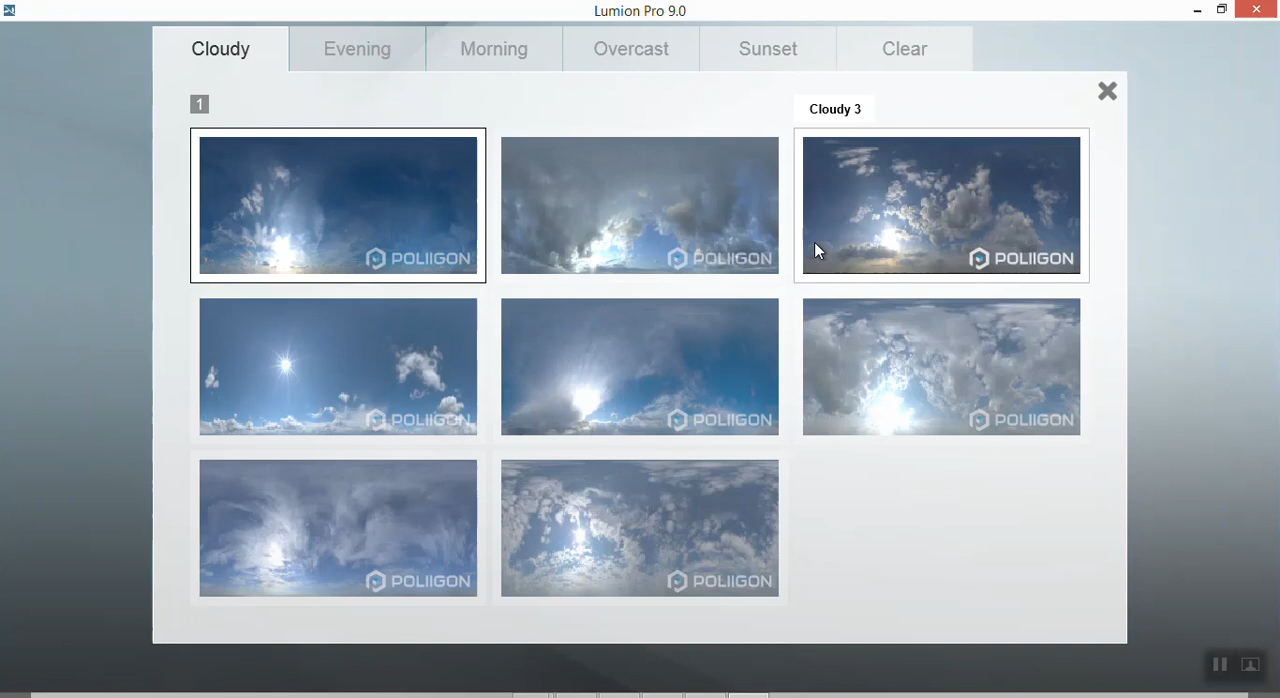 Lumion Pro 9.0
Cloudy
Evening
Morning
Overcast
Sunset
Clear
1
Cloudy 3
POLIIGON
POLIIGON
POLIIGON
POLIIGON
POLIIGON
POLIIGON
POLIIGON
POLIIGON